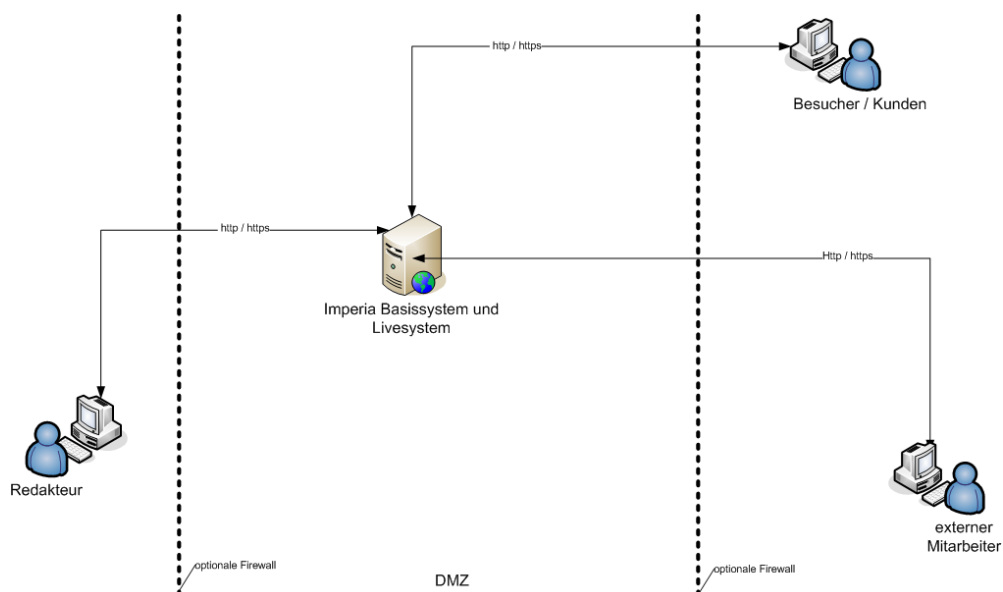 http / https
Besucher / Kunden
http / https
Http / https
Imperia Basissystem und
Livesystem
Redakteur
externer
Mitarbeiter
optionale Firewall
DMZ
optionale Firewall